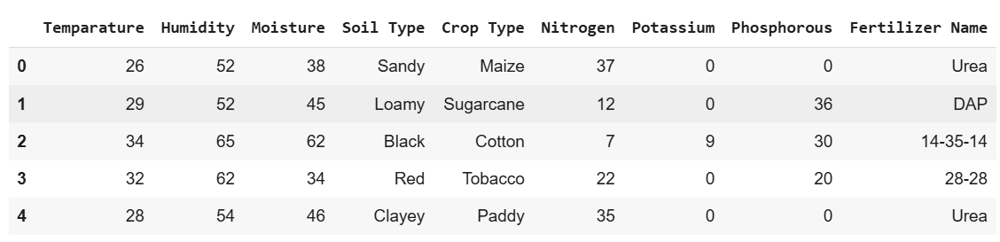 Temparature Humidity Moisture Soil Type Crop Type Nitrogen Potassium Phosphorous Fertilizer Name
0 26 52 38 Sandy Maize 37 0 0 Urea
1 29 52 45 Loamy Sugarcane 12 0 36 DAP
2 34 65 62 Black Cotton 7 9 30 14-35-14
3 32 62 34 Red Tobacco 22 0 20 28-28
4 28 54 46 Clayey Paddy 35 0 0 Urea